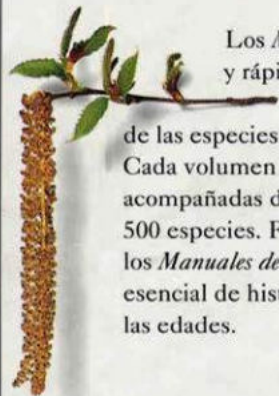 Los
y rápi
de las especies
Cada volumen
acompañadas d
500 especies.
los Manuales de
esencial de his
las edades.